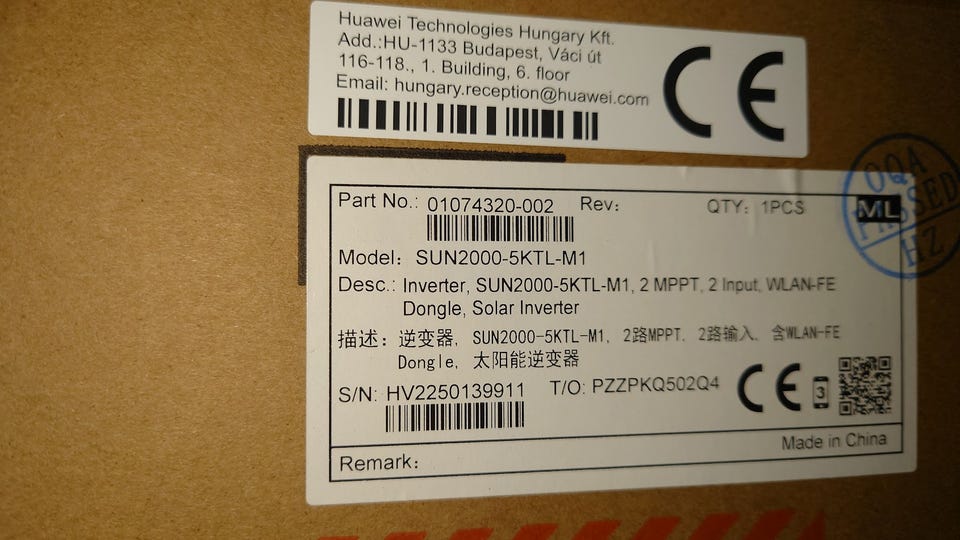 Huawei Technologies Hungary Kft.
Add.:HU-1133 Budapest, Váci út
116-118., 1. Building, 6. floor
Email: hungary.reception@huawei.com
CE
Part No.: 01074320-002 Rev: QTY: 1PCS
ML
OQA
PASSED
HZ
Model: SUN2000-5KTL-M1
Desc.: Inverter, SUN2000-5KTL-M1, 2 MPPT, 2 Input, WLAN-FE
Dongle, Solar Inverter
描述: 逆变器, SUN2000-5KTL-M1, 2路MPPT, 2路输入, 含WLAN-FE
Dongle, 太阳能逆变器
S/N: HV2250139911 T/O: PZZPKQ502Q4 CE 3
Made in China
Remark: